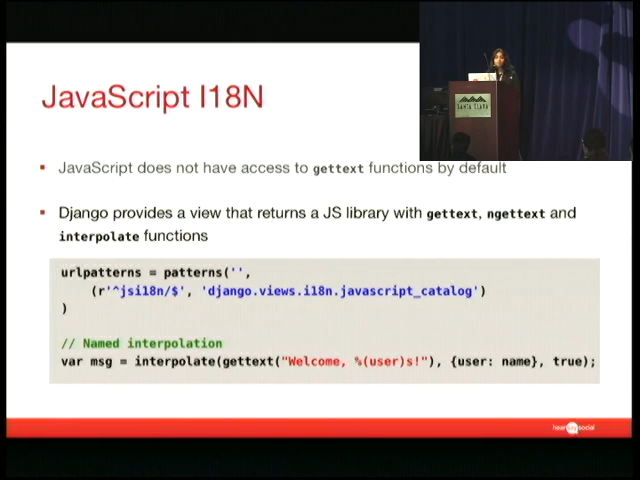 JavaScript I18N
SANTA CLARA
JavaScript does not have access to gettext functions by default
Django provides a view that returns a JS library with gettext, ngettext and
interpolate functions
urlpatterns = patterns('',
(r'^jsi18n/$', 'django.views.i18n.javascript_catalog')
)
// Named interpolation
var msg = interpolate(gettext("Welcome, %(user)s!"), {user: name}, true);